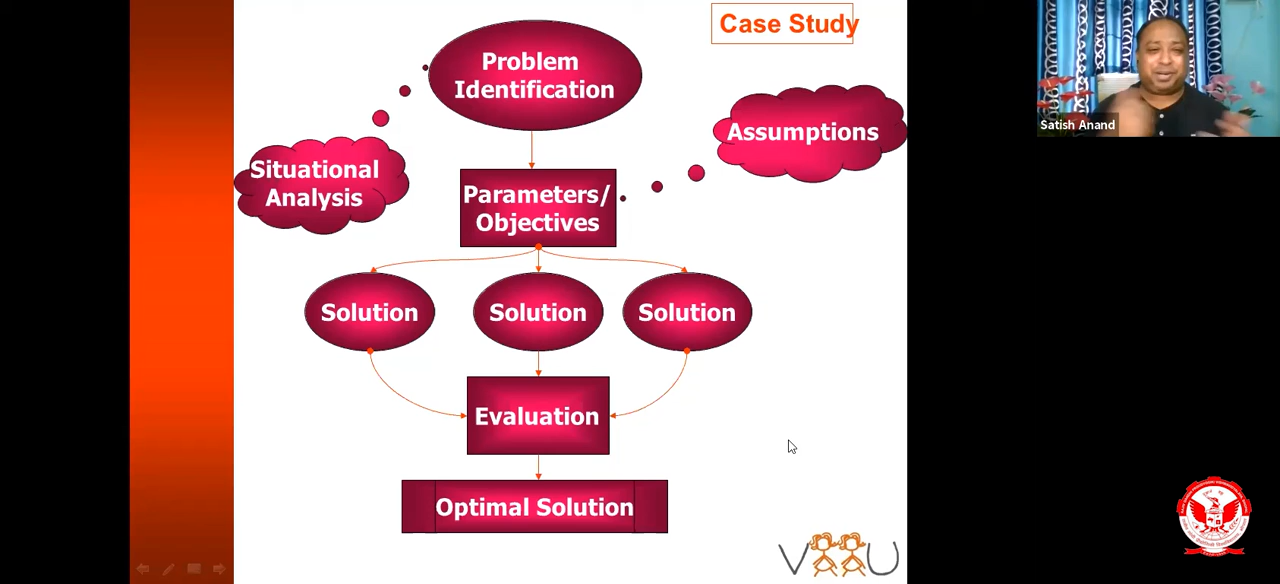 Case Study
Problem
Identification
Assumptions
Situational
Analysis
Parameters/
Objectives
Solution
Solution
Solution
Evaluation
Optimal Solution
Satish Anand
V U